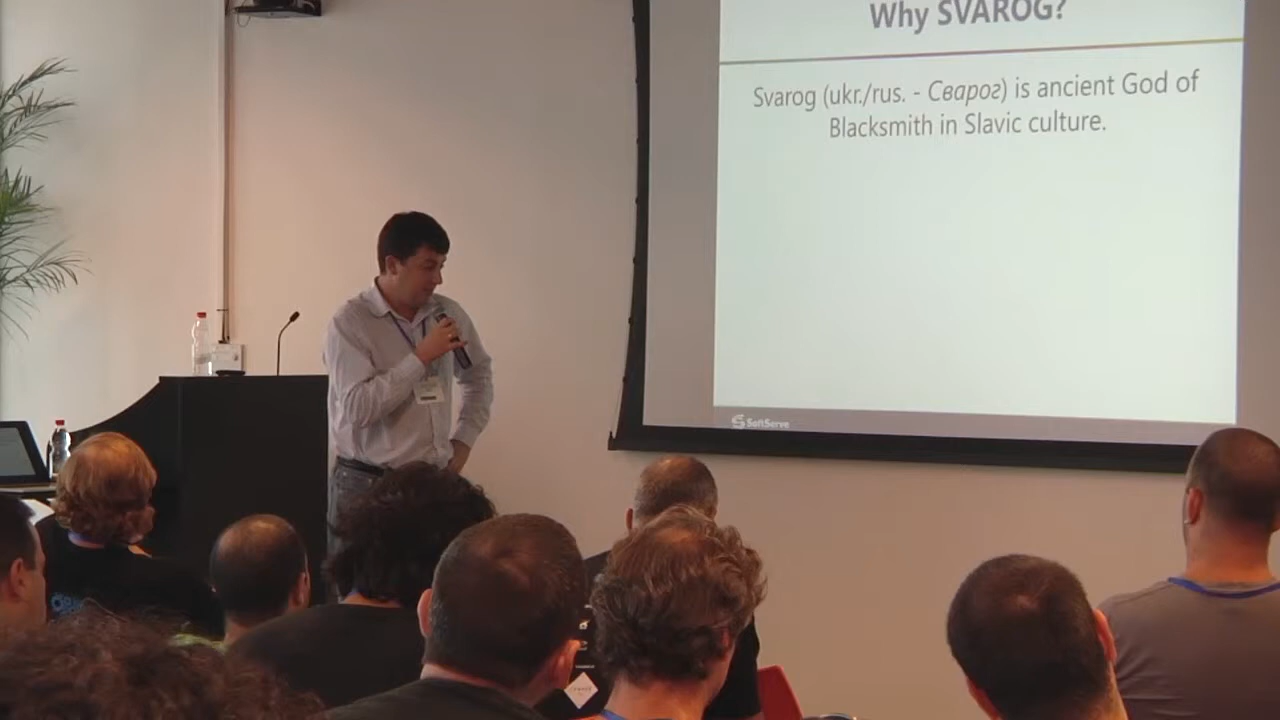 Why SVAROG?
Svarog (ukr./rus. - Сварог) is ancient God of
Blacksmith in Slavic culture.
SoftServe